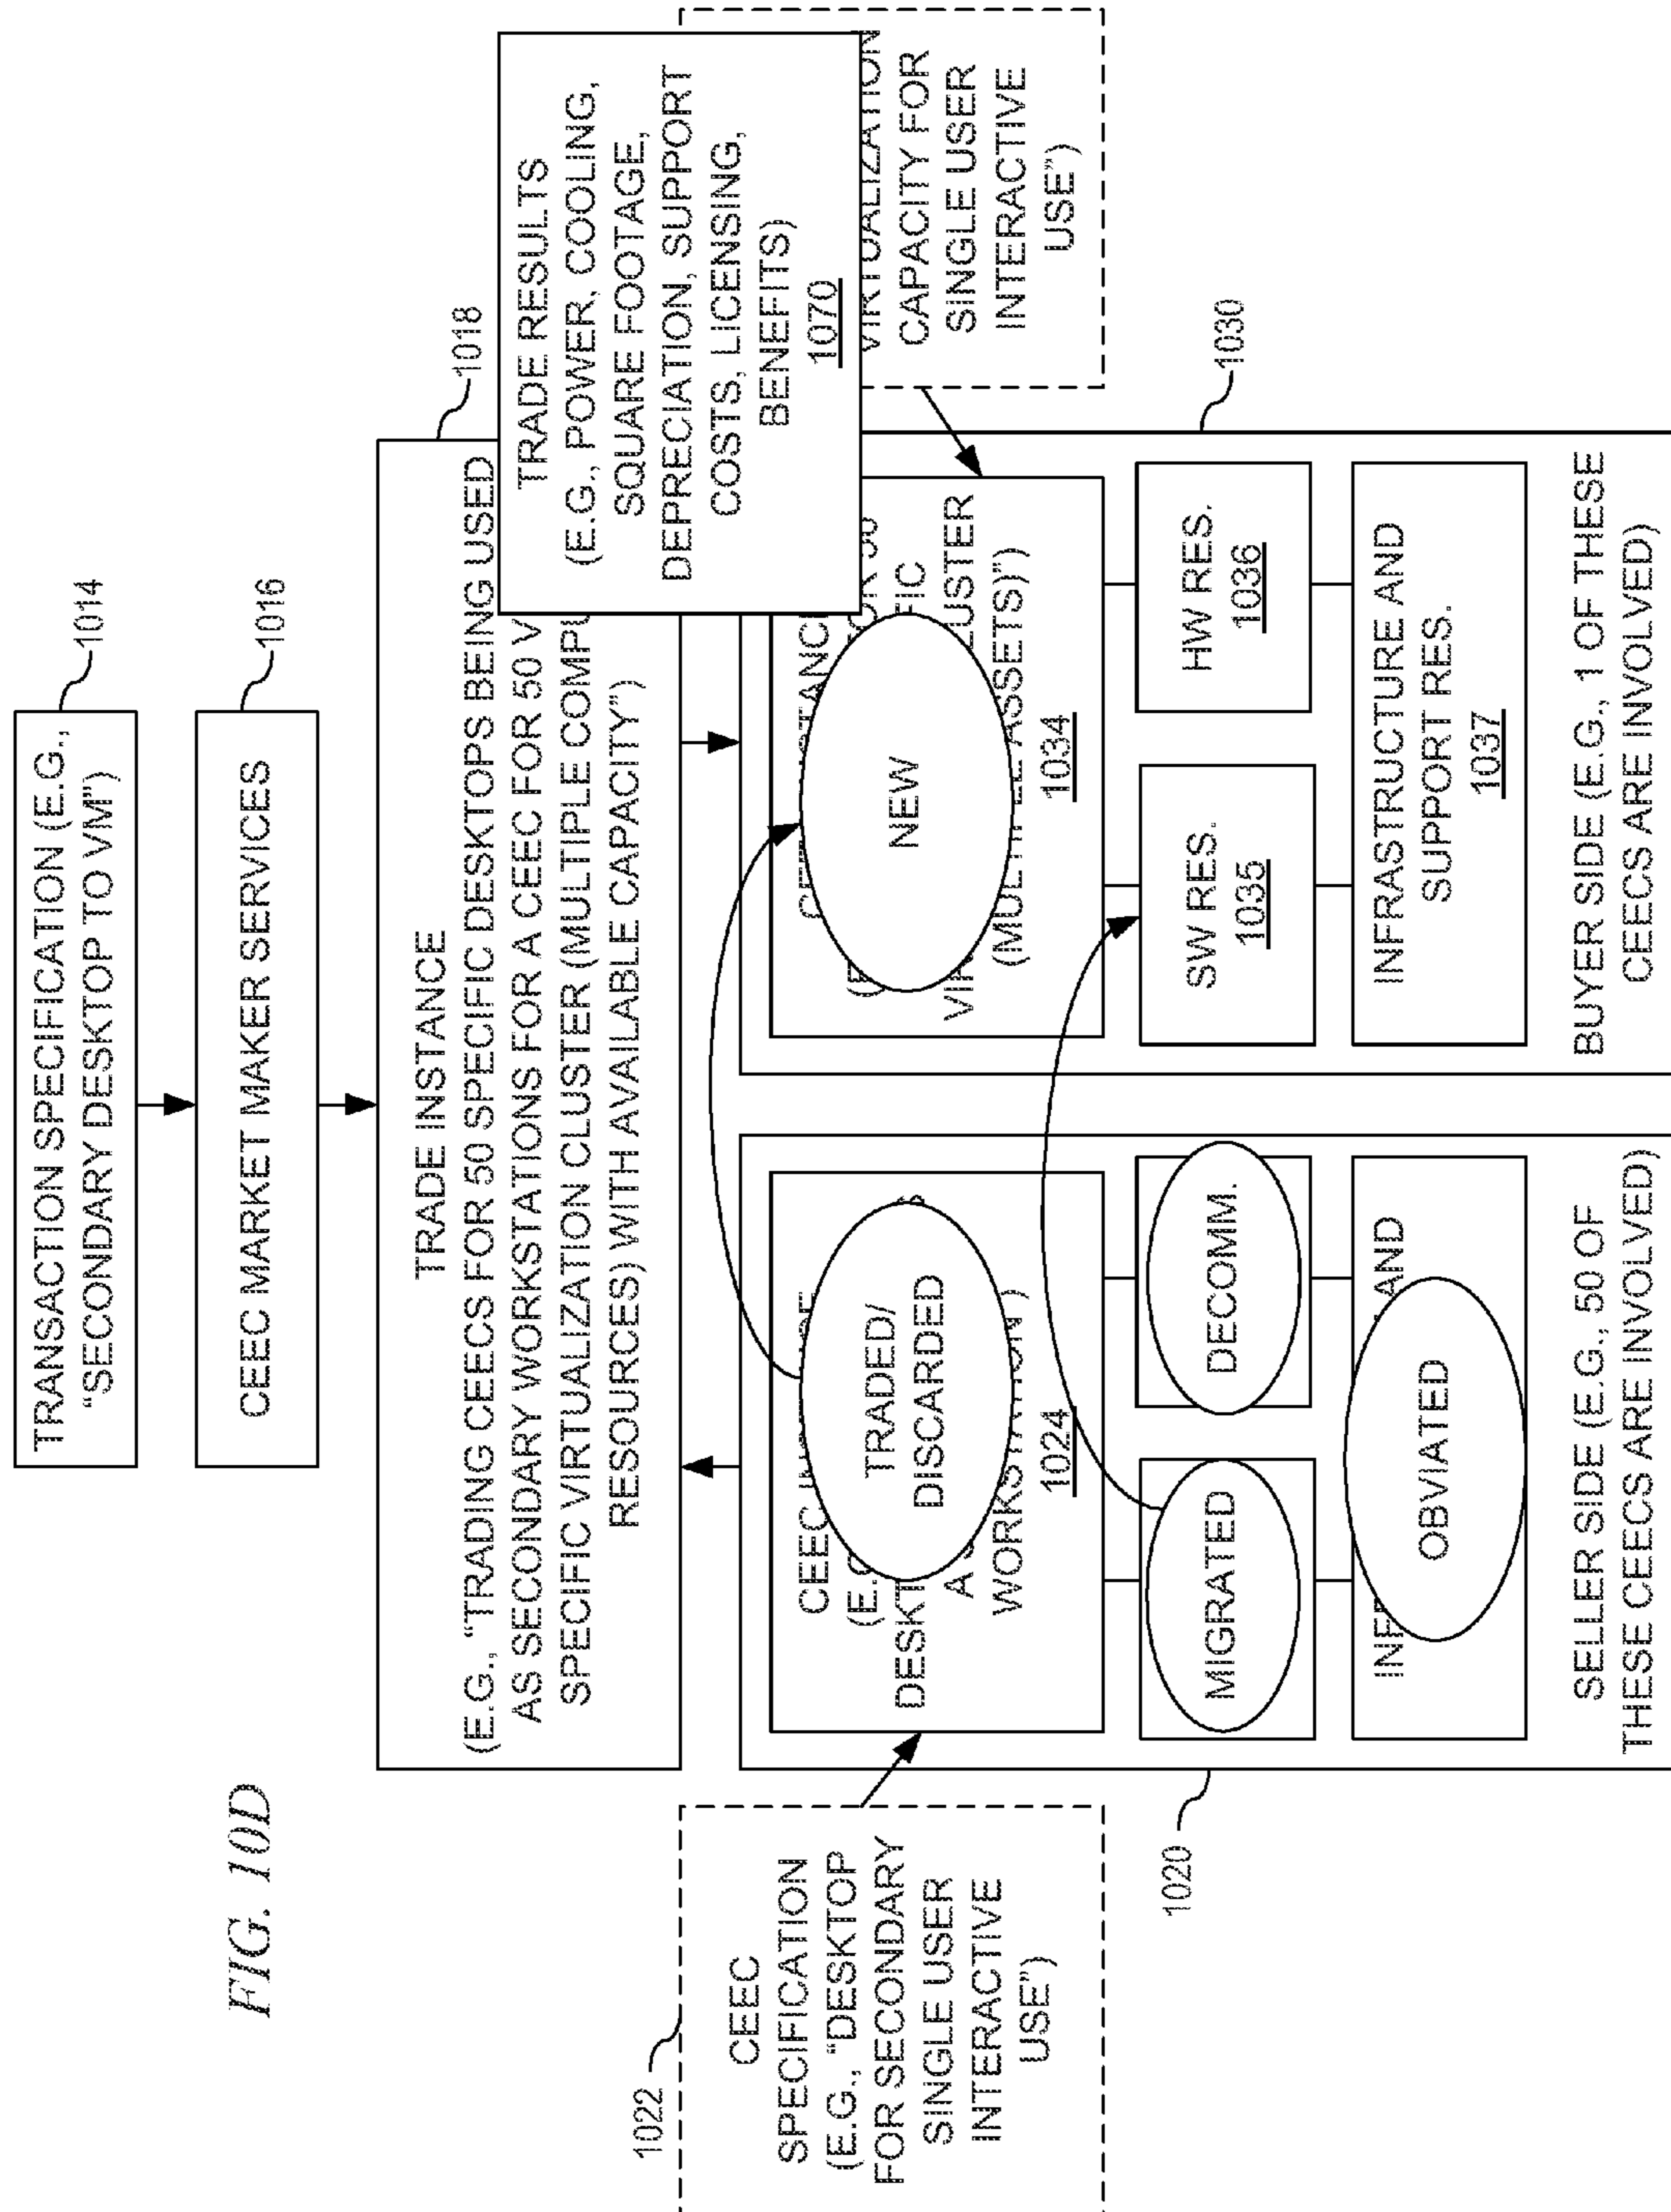 FIG. 10D
TRANSACTION SPECIFICATION (E.G.,
“SECONDARY DESKTOP TO VM”)
1014
CEEC MARKET MAKER SERVICES
1016
TRADE INSTANCE
(E.G., “TRADING CEECS FOR 50 SPECIFIC DESKTOPS BEING USED
AS SECONDARY WORKSTATIONS FOR A CEEC FOR 50 V
SPECIFIC VIRTUALIZATION CLUSTER (MULTIPLE COMPU
RESOURCES) WITH AVAILABLE CAPACITY”)
1018
TRADE RESULTS
(E.G., POWER, COOLING,
SQUARE FOOTAGE,
DEPRECIATION, SUPPORT
COSTS, LICENSING,
BENEFITS)
1070
1022
CEEC
SPECIFICATION
(E.G., “DESKTOP
FOR SECONDARY
SINGLE USER
INTERACTIVE
USE”)
CEEC
(E.G
DESKT
A
1024
TRADED/
DISCARDED
MIGRATED
DECOMM.
AND
OBVIATED
SELLER SIDE (E.G., 50 OF
THESE CEECS ARE INVOLVED)
1020
(MULTIPLE ASSETS)”)
1034
NEW
SW RES.
1035
HW RES.
1036
INFRASTRUCTURE AND
SUPPORT RES.
1037
BUYER SIDE (E.G., 1 OF THESE
CEECS ARE INVOLVED)
1030
VIRTUALIZATION
CAPACITY FOR
SINGLE USER
INTERACTIVE
USE”)